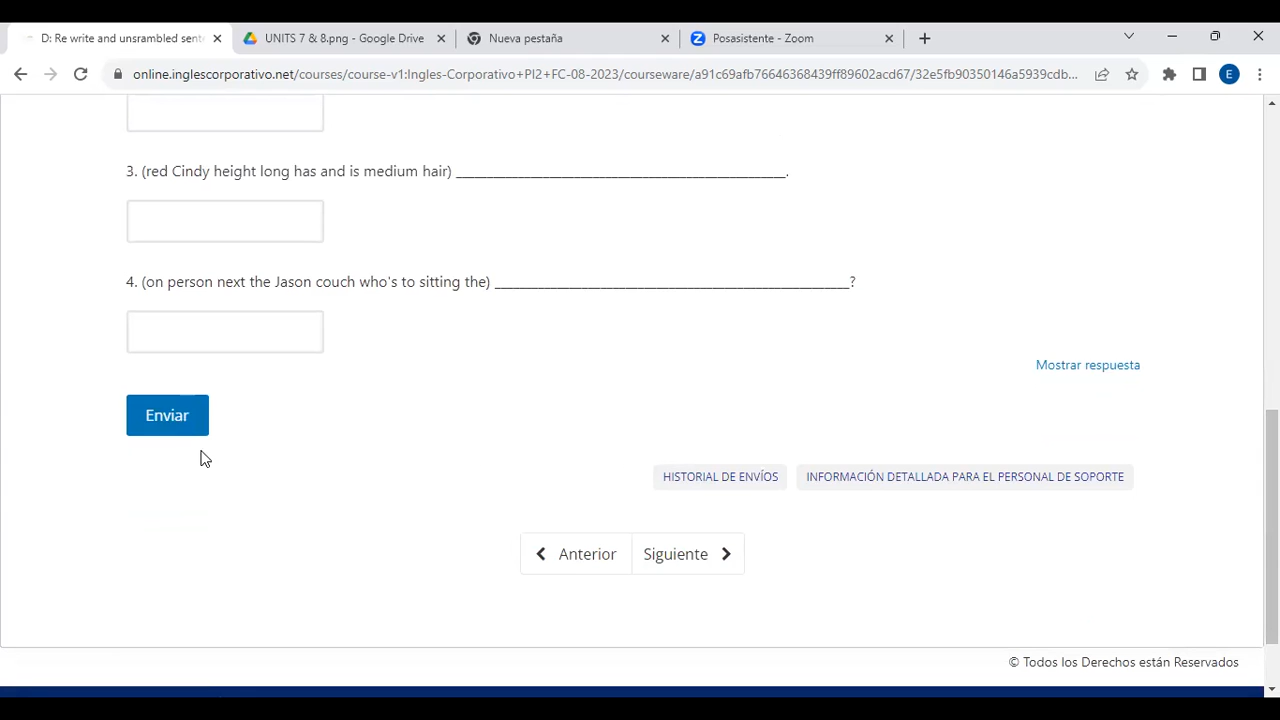 D: Re write and unsrambled sent
UNITS 7 & 8.png - Google Drive
Nueva pestaña
Posasistente - Zoom
online.inglescorporativo.net/courses/course-v1:Ingles-Corporativo+PI2+FC-08-2023/courseware/a91c69afb76646368439ff89602acd67/32e5fb90350146a5939cdb...
E
3. (red Cindy height long has and is medium hair) ______________________________________________.
4. (on person next the Jason couch who's to sitting the) __________________________________________________?
Mostrar respuesta
Enviar
HISTORIAL DE ENVÍOS
INFORMACIÓN DETALLADA PARA EL PERSONAL DE SOPORTE
Anterior
Siguiente
© Todos los Derechos están Reservados